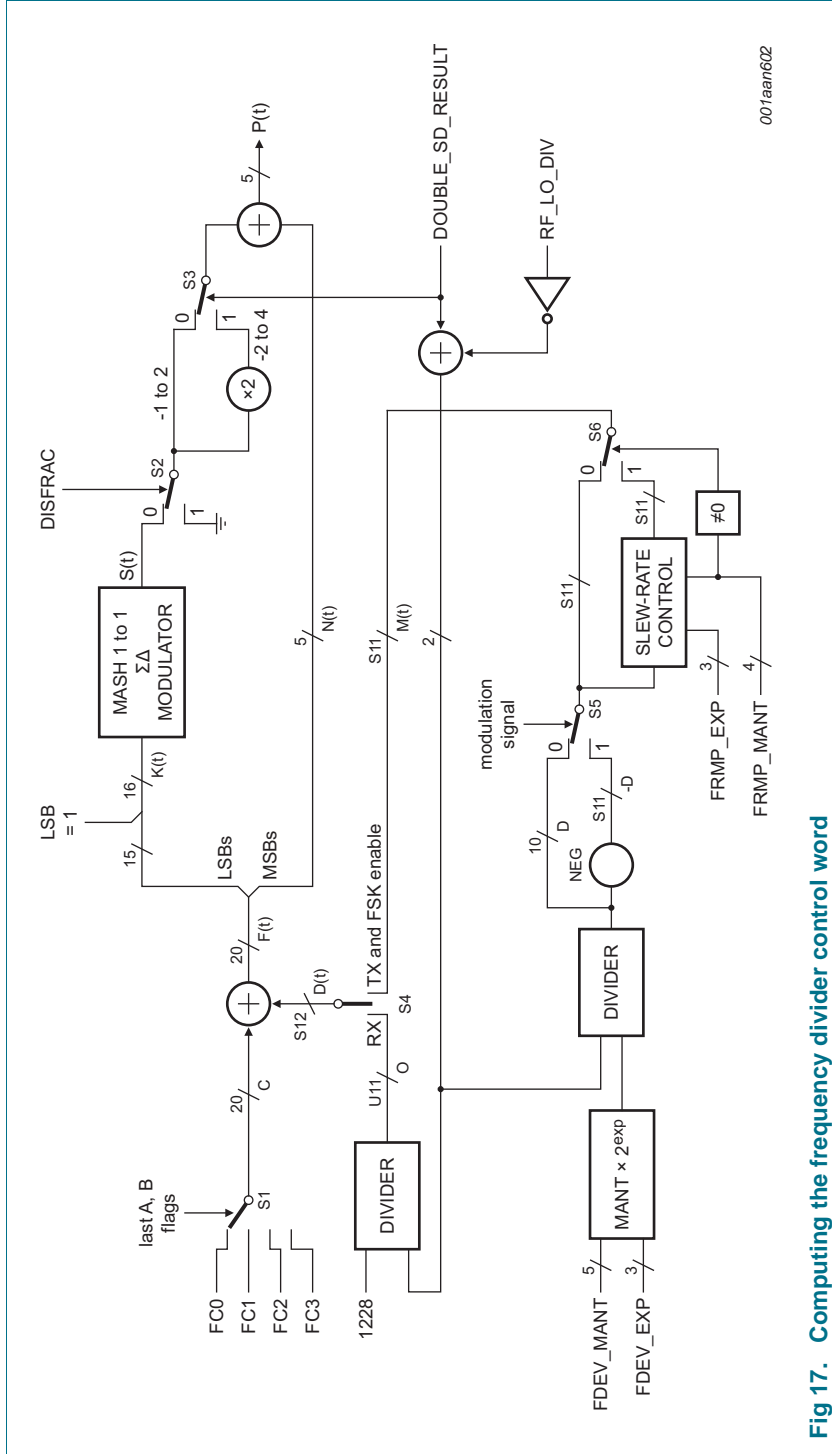 DISFRAC
LSB
= 1
MASH 1 to 1
ΣΔ
MODULATOR
S(t)
0
1
S2
-1 to 2
×2
-2 to 4
0
1
S3
+
5
P(t)
15
16
K(t)
LSBs
MSBs
5
N(t)
last A, B
flags
FC0
FC1
FC2
FC3
S1
20
C
+
20
F(t)
S12
D(t)
RX
TX and FSK enable
S4
S11
M(t)
DOUBLE_SD_RESULT
+
RF_LO_DIV
2
1228
DIVIDER
U11
O
FDEV_MANT
FDEV_EXP
5
3
MANT × 2exp
DIVIDER
NEG
10
D
S11
-D
modulation
signal
0
1
S5
S11
SLEW-RATE
CONTROL
S11
0
1
S6
≠0
FRMP_EXP
3
FRMP_MANT
4
001aan602
Fig 17. Computing the frequency divider control word